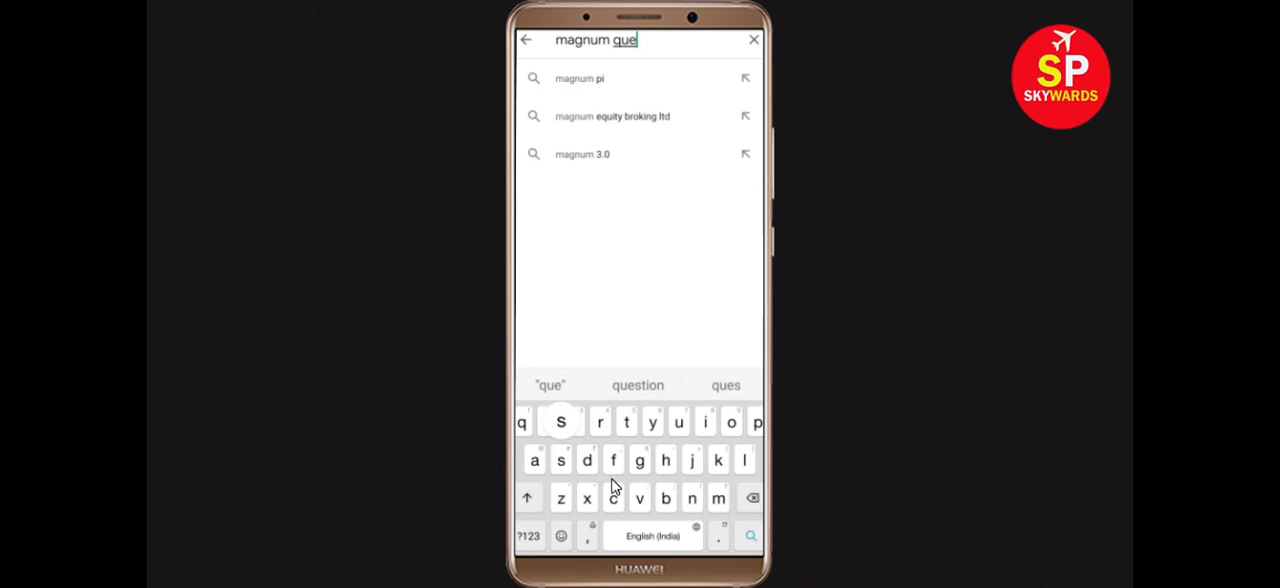 magnum que
magnum pi
magnum equity broking ltd
magnum 3.0
"que" question ques
q S r t y u i o p
a s d f g h j k l
z x c v b n m
?123 , English (India) .
HUAWEI
SP
SKYWARDS